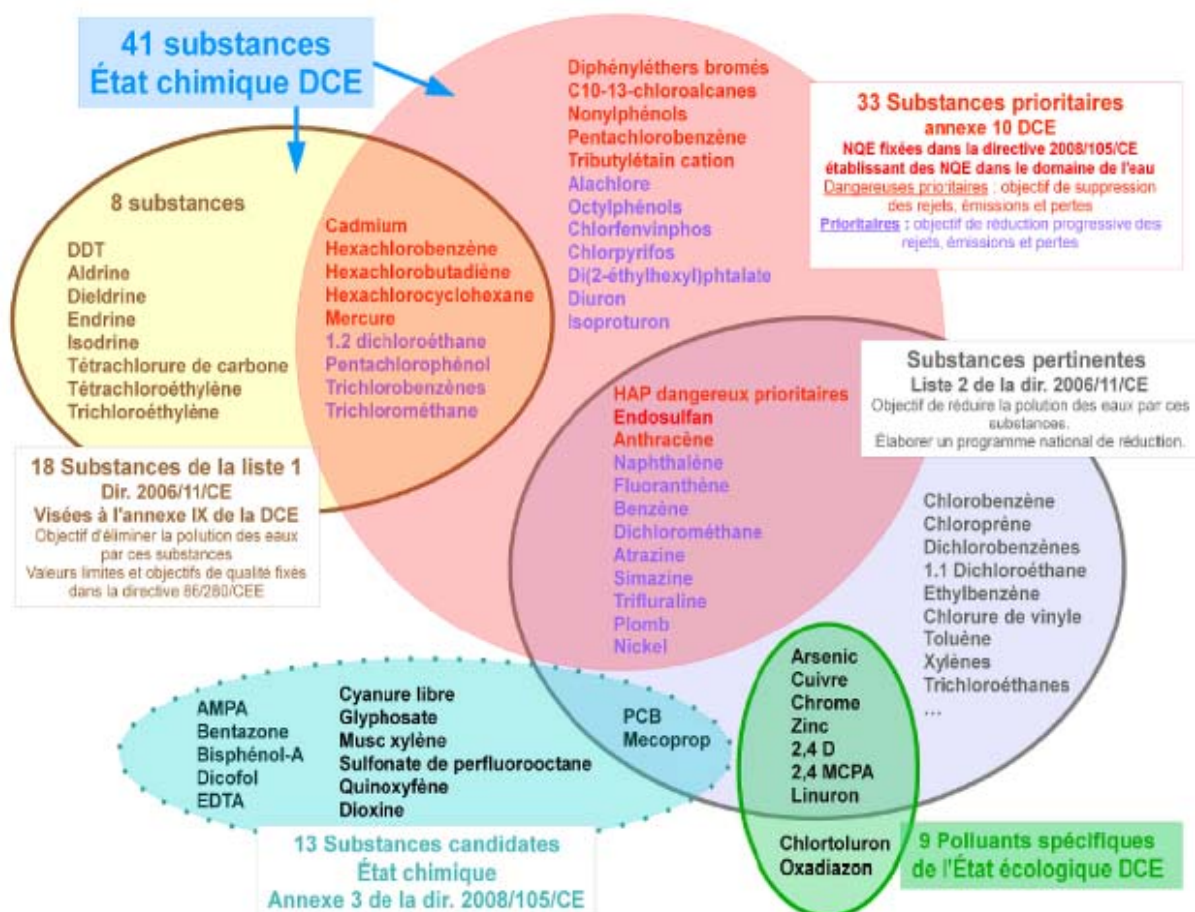 41 substances
État chimique DCE
8 substances
DDT
Aldrine
Dieldrine
Endrine
Isodrine
Tétrachlorure de carbone
Tétrachloroéthylène
Trichloroéthylène
Cadmium
Hexachlorobenzène
Hexachlorobutadiène
Hexachlorocyclohexane
Mercure
1.2 dichloroéthane
Pentachlorophénol
Trichlorobenzènes
Trichlorométhane
Diphényléthers bromés
C10-13-chloroalcanes
Nonylphénols
Pentachlorobenzène
Tributylétain cation
Alachlore
Octylphénols
Chlorfenvinphos
Chlorpyrifos
Di(2-éthylhexyl)phtalate
Diuron
Isoproturon
33 Substances prioritaires
annexe 10 DCE
NQE fixées dans la directive 2008/105/CE
établissant des NQE dans le domaine de l'eau
Dangereuses prioritaires : objectif de suppression
des rejets, émissions et pertes
Prioritaires : objectif de réduction progressive des
rejets, émissions et pertes
Substances pertinentes
Liste 2 de la dir. 2006/11/CE
Objectif de réduire la polution des eaux par ces
substances.
Élaborer un programme national de réduction.
18 Substances de la liste 1
Dir. 2006/11/CE
Visées à l'annexe IX de la DCE
Objectif d'éliminer la polution des eaux
par ces substances
Valeurs limites et objectifs de qualité fixés
dans la directive 86/280/CEE
HAP dangereux prioritaires
Endosulfan
Anthracène
Naphthalène
Fluoranthène
Benzène
Dichlorométhane
Atrazine
Simazine
Trifluraline
Plomb
Nickel
Chlorobenzène
Chloroprène
Dichlorobenzènes
1.1 Dichloroéthane
Ethylbenzène
Chlorure de vinyle
Toluène
Xylènes
Trichloroéthanes
...
AMPA
Bentazone
Bisphénol-A
Dicofol
EDTA
Cyanure libre
Glyphosate
Musc xylène
Sulfonate de perfluorooctane
Quinoxyfène
Dioxine
PCB
Mecoprop
Arsenic
Cuivre
Chrome
Zinc
2,4 D
2,4 MCPA
Linuron
Chlortoluron
Oxadiazon
13 Substances candidates
État chimique
Annexe 3 de la dir. 2008/105/CE
9 Polluants spécifiques
de l'État écologique DCE